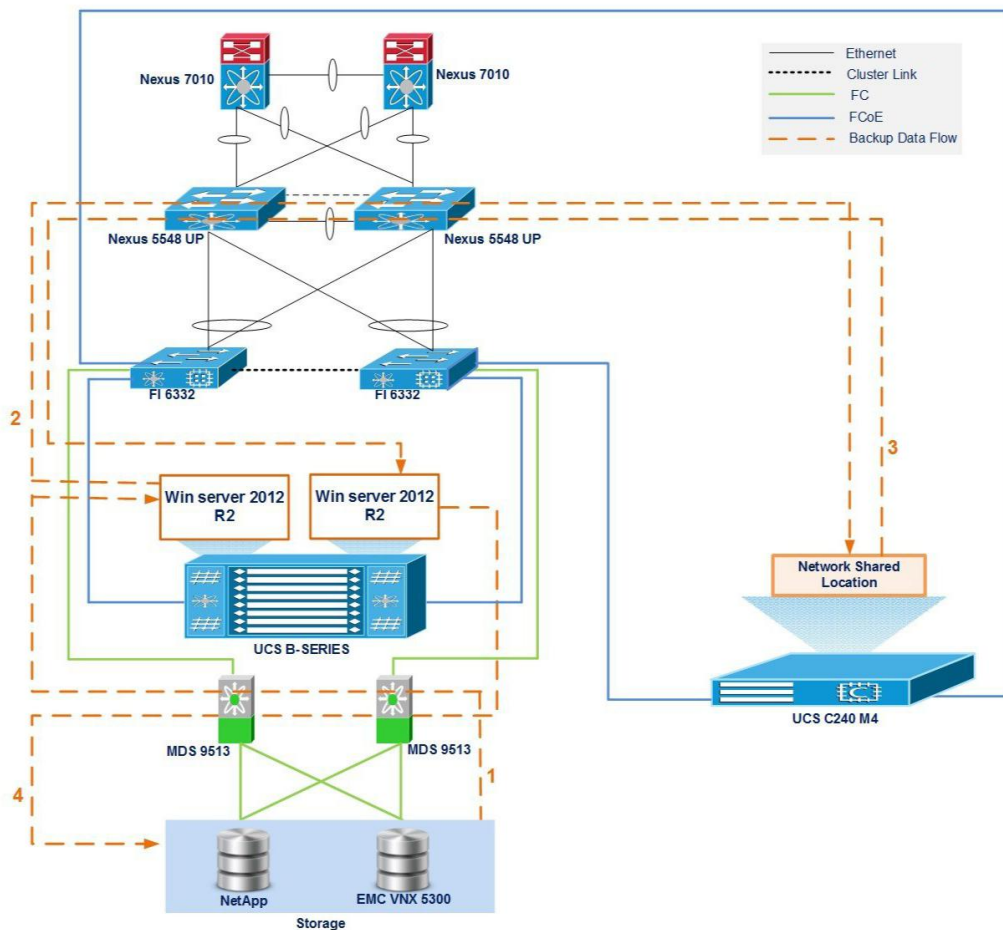 Nexus 7010
Nexus 7010
Ethernet
Cluster Link
FC
FCoE
Backup Data Flow
Nexus 5548 UP
Nexus 5548 UP
FI 6332
FI 6332
2
3
Win server 2012
R2
Win server 2012
R2
Network Shared
Location
UCS B-SERIES
UCS C240 M4
MDS 9513
MDS 9513
1
4
NetApp
EMC VNX 5300
Storage